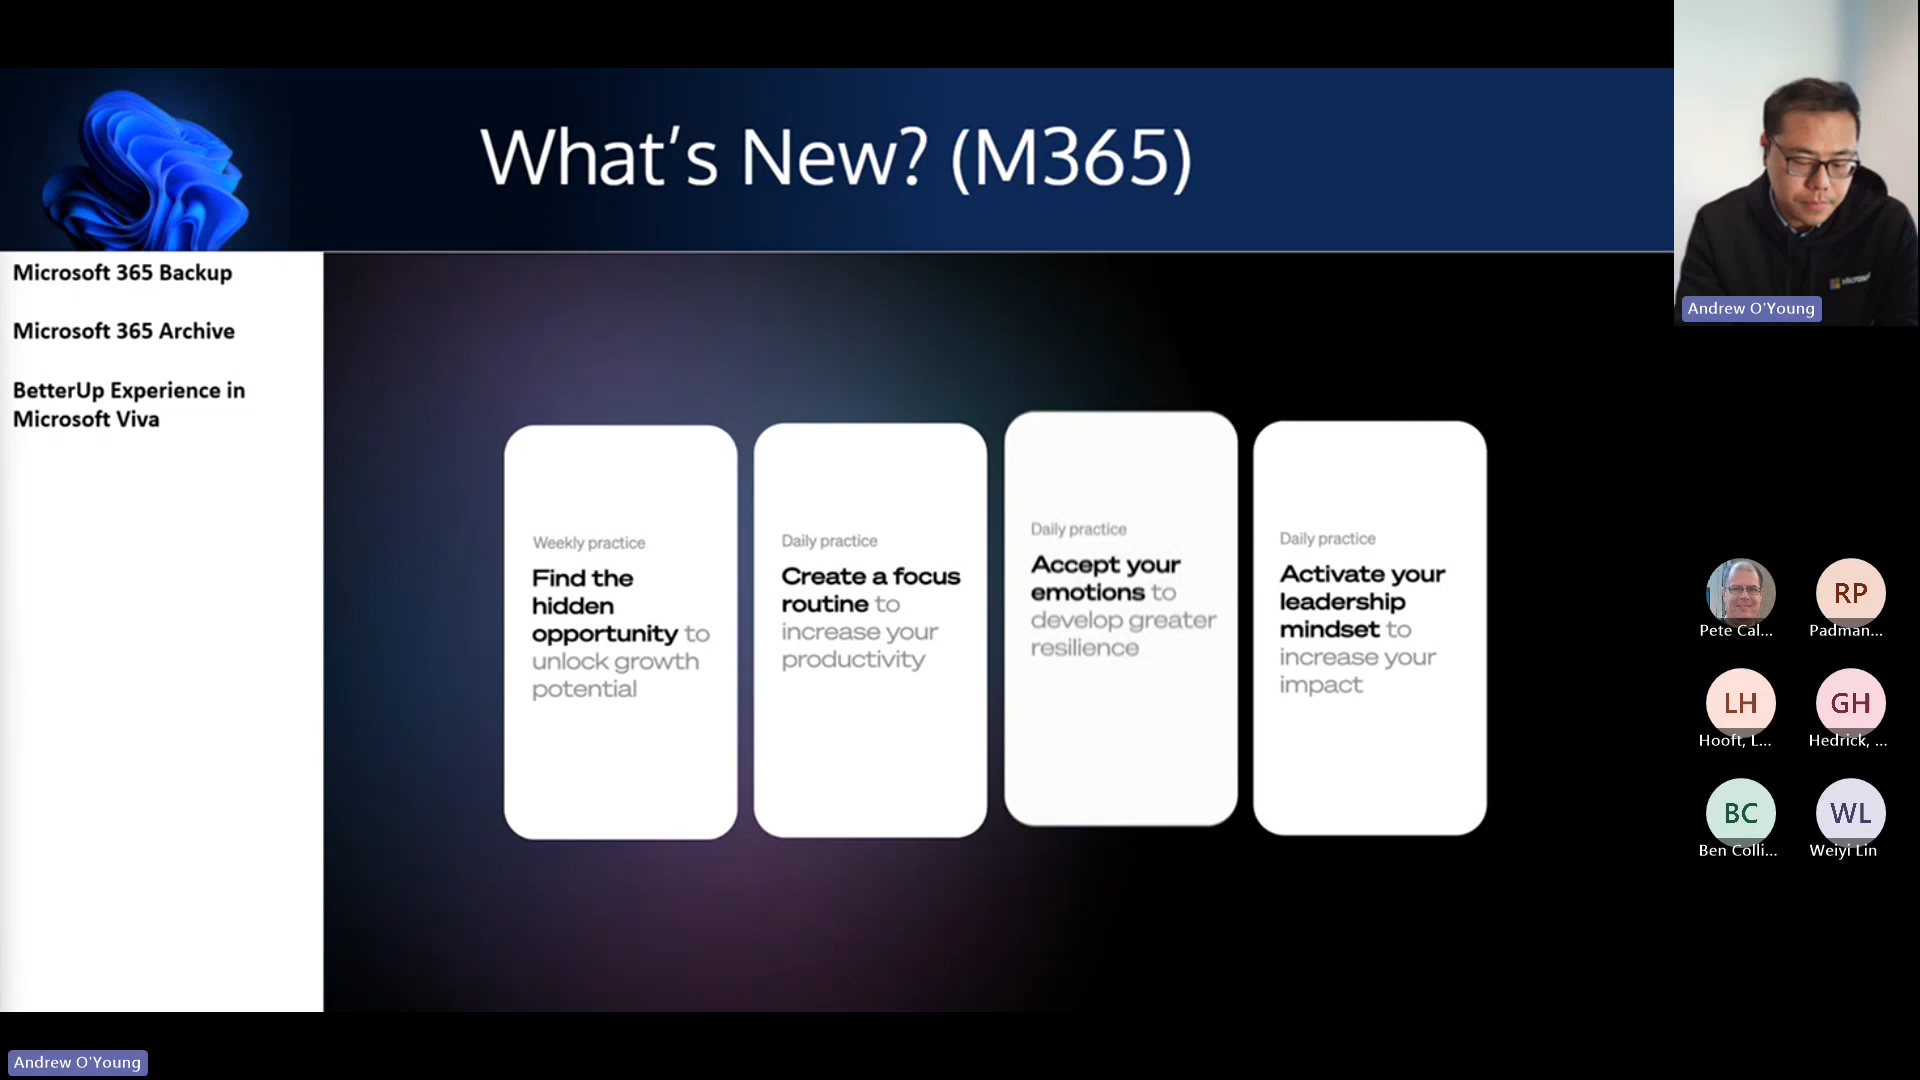 What's New? (M365)
Microsoft 365 Backup
Microsoft 365 Archive
BetterUp Experience in
Microsoft Viva
Weekly practice
Find the
hidden
opportunity to
unlock growth
potential
Daily practice
Create a focus
routine to
increase your
productivity
Daily practice
Accept your
emotions to
develop greater
resilience
Daily practice
Activate your
leadership
mindset to
increase your
impact
Microsoft
Andrew O'Young
Pete Cal...
RP
Padman...
LH
Hooft, L...
GH
Hedrick, ...
BC
Ben Colli...
WL
Weiyi Lin
Andrew O'Young